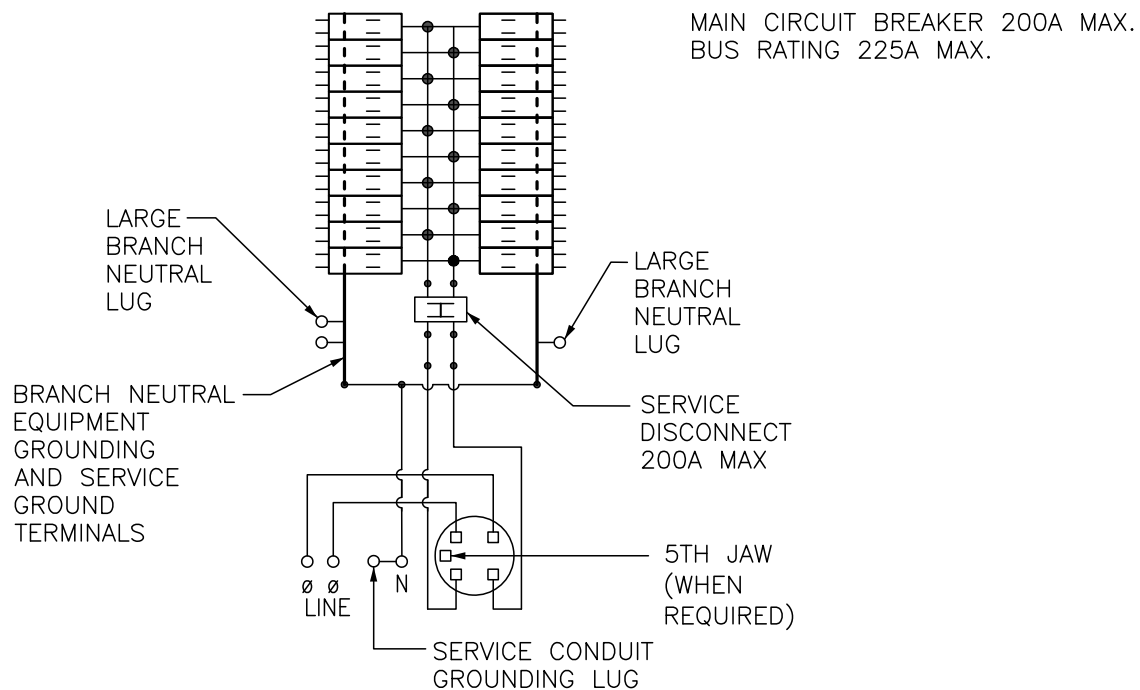 MAIN CIRCUIT BREAKER 200A MAX.
BUS RATING 225A MAX.
LARGE
BRANCH
NEUTRAL
LUG
LARGE
BRANCH
NEUTRAL
LUG
BRANCH NEUTRAL
EQUIPMENT
GROUNDING
AND SERVICE
GROUND
TERMINALS
SERVICE
DISCONNECT
200A MAX
5TH JAW
(WHEN
REQUIRED)
ø ø N
LINE
SERVICE CONDUIT
GROUNDING LUG